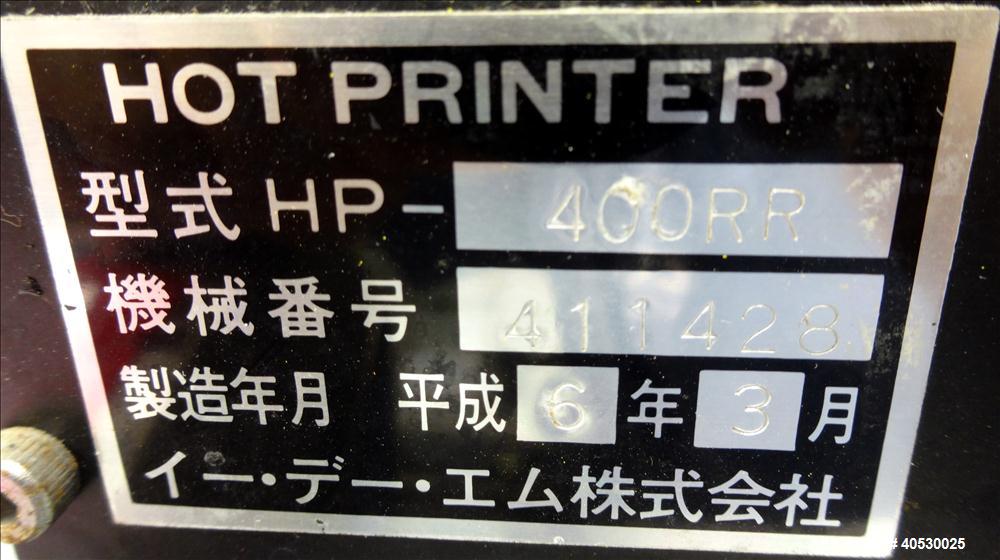 HOT PRINTER
型式 HP- 400RR
機械番号 411428
製造年月 平成 6 年 3 月
イー・デー・エム株式会社
# 40530025